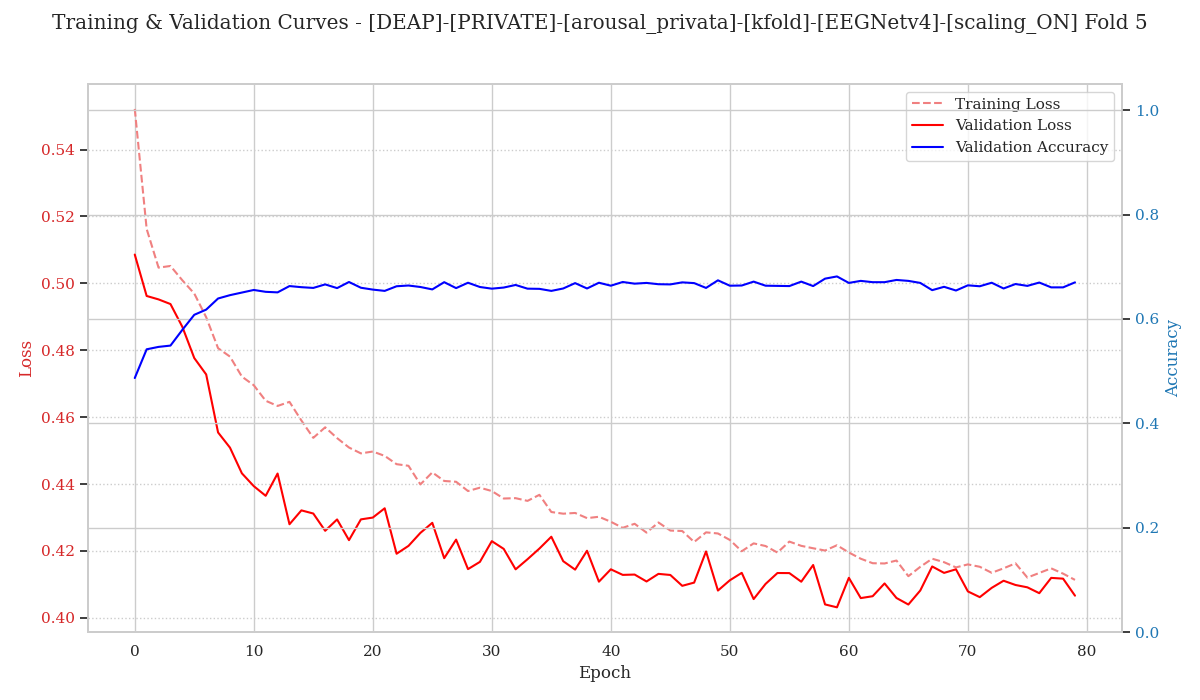 Training & Validation Curves - [DEAP]-[PRIVATE]-[arousal_privata]-[kfold]-[EEGNetv4]-[scaling_ON] Fold 5
Training Loss
Validation Loss
Validation Accuracy
Loss
0.54
0.52
0.50
0.48
0.46
0.44
0.42
0.40
1.0
0.8
0.6
0.4
0.2
0.0
Accuracy
0 10 20 30 40 50 60 70 80
Epoch